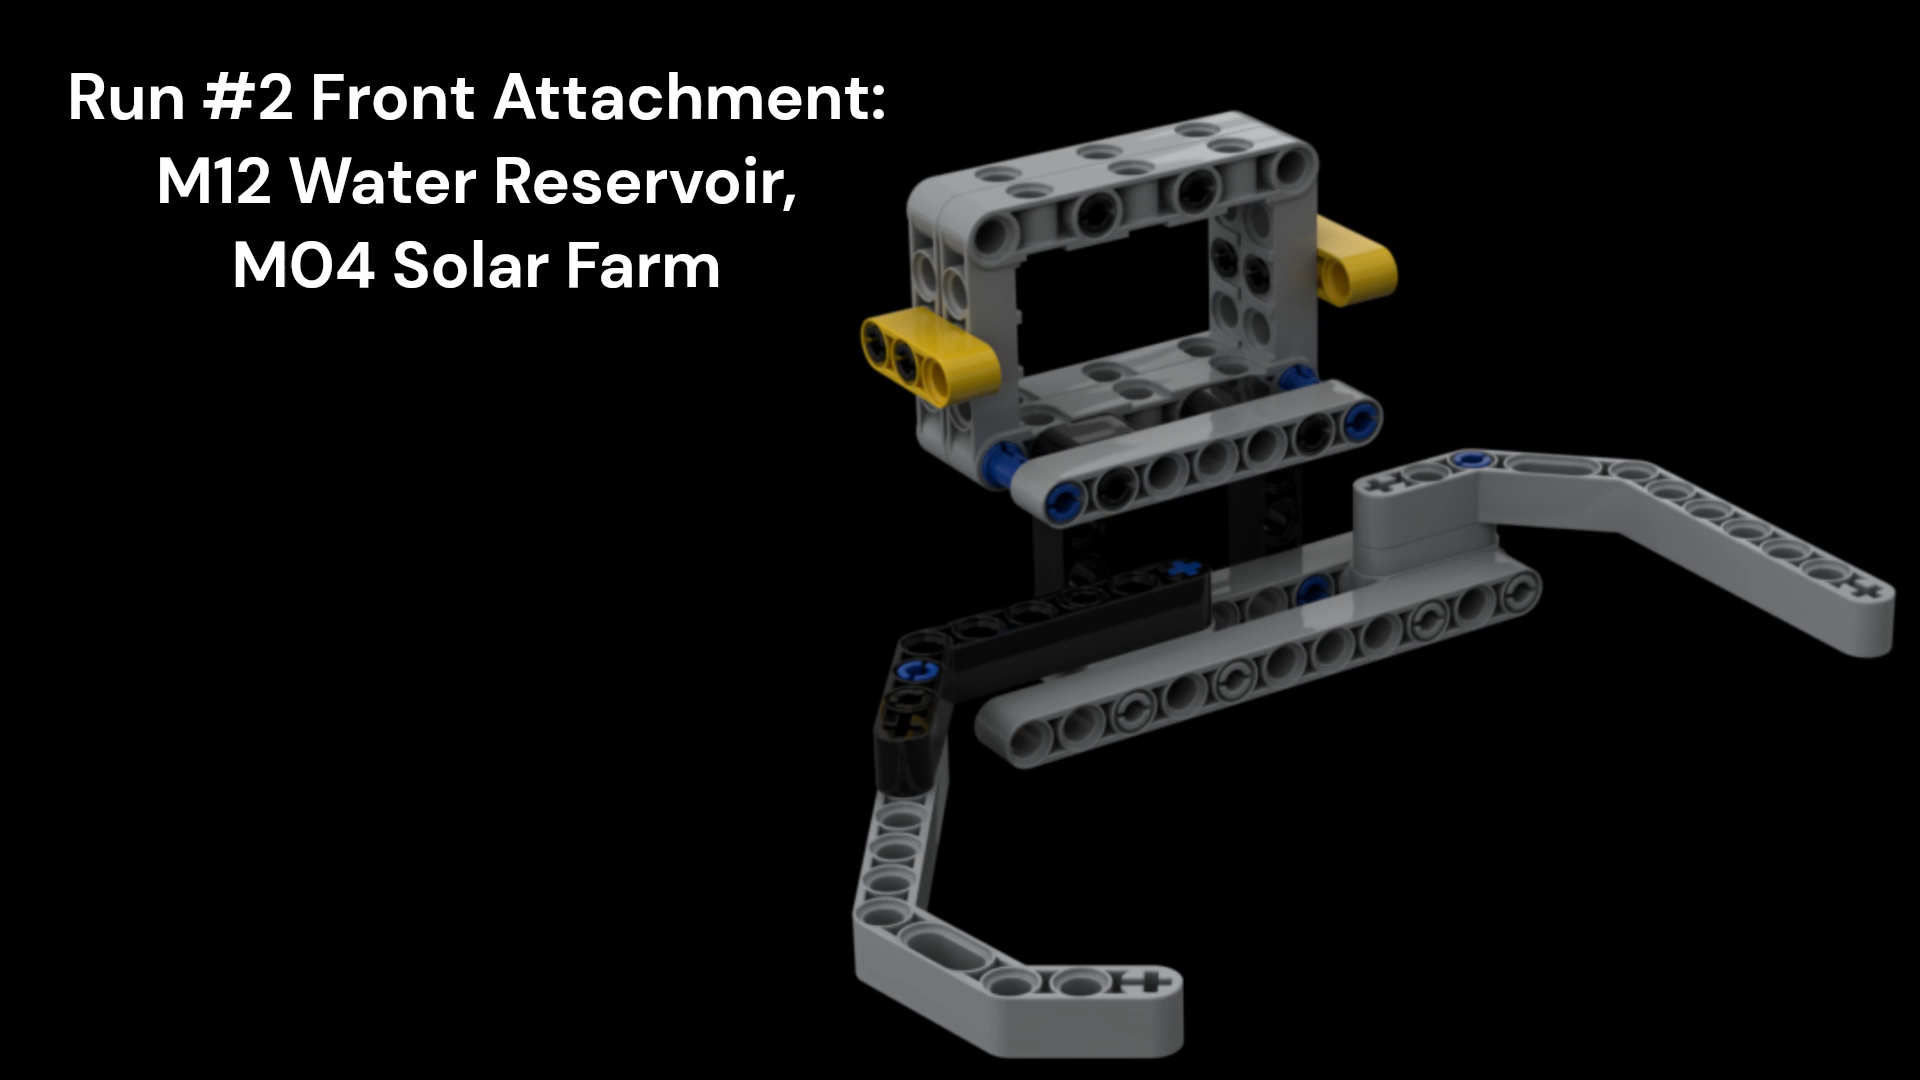 Run #2 Front Attachment:
M12 Water Reservoir,
M04 Solar Farm